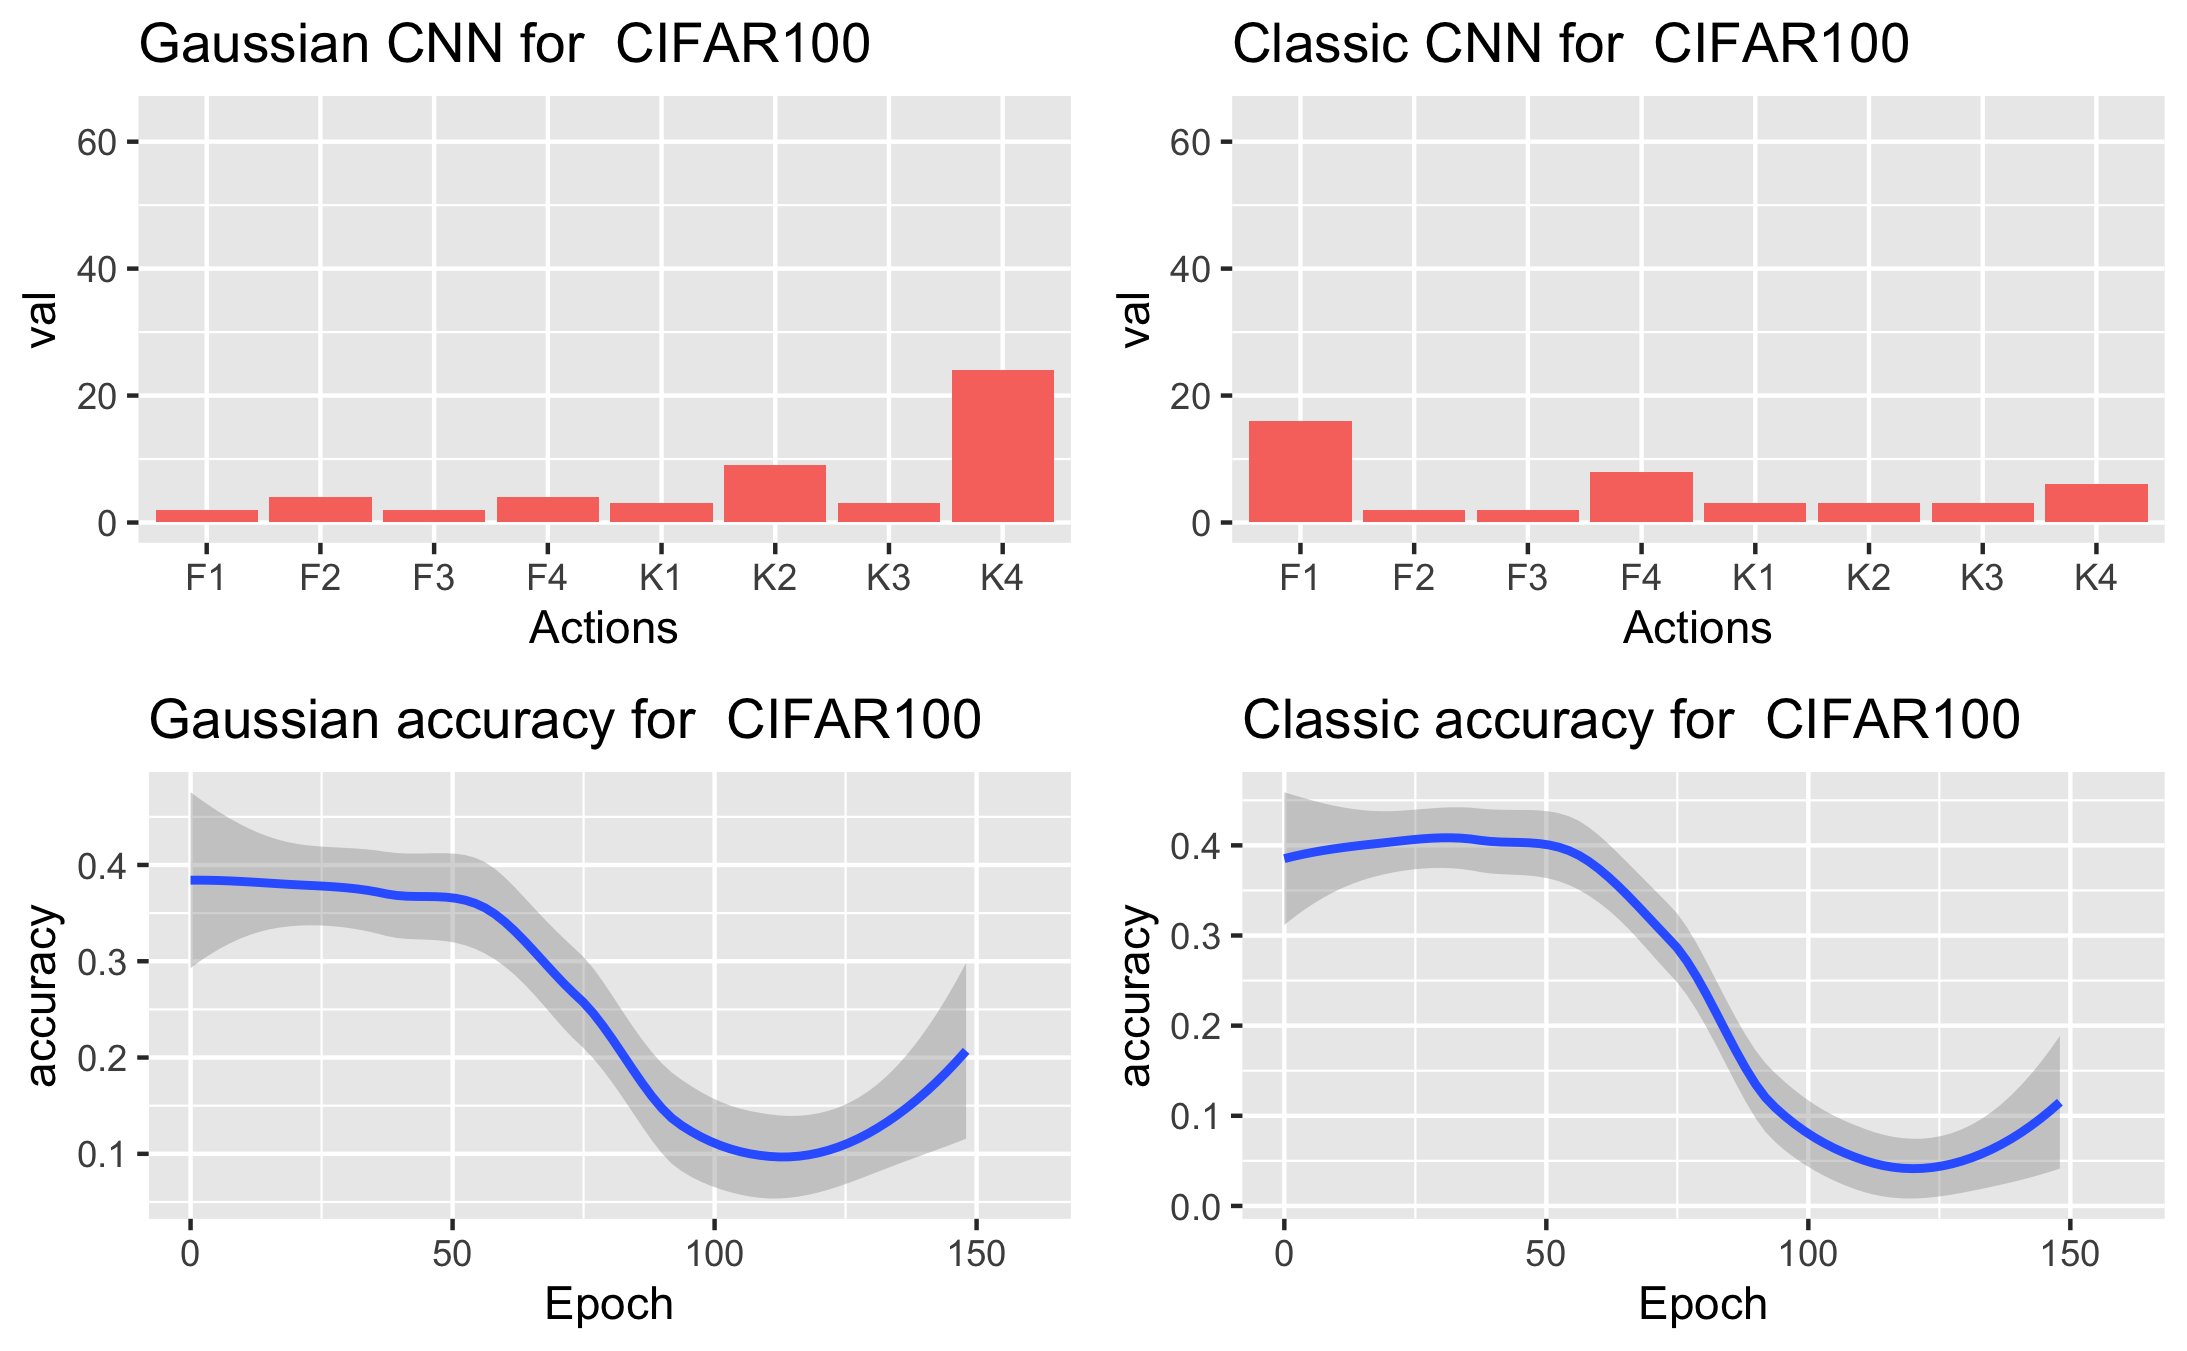 Gaussian CNN for  CIFAR100
60
40
20
0
val
F1 F2 F3 F4 K1 K2 K3 K4
Actions
Classic CNN for  CIFAR100
60
40
20
0
val
F1 F2 F3 F4 K1 K2 K3 K4
Actions
Gaussian accuracy for  CIFAR100
0.4
0.3
0.2
0.1
accuracy
0 50 100 150
Epoch
Classic accuracy for  CIFAR100
0.4
0.3
0.2
0.1
0.0
accuracy
0 50 100 150
Epoch